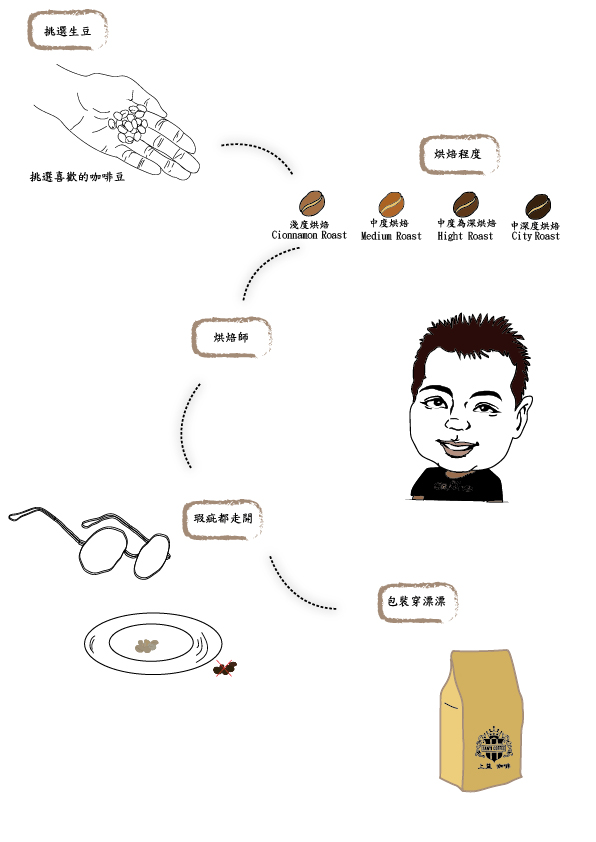 挑選生豆
挑選喜歡的咖啡豆
烘焙程度
淺度烘焙
Cionnamon Roast
中度烘焙
Medium Roast
中度為深烘焙
Hight Roast
中深度烘焙
City Roast
烘焙師
瑕疵都走開
包裝穿漂漂
咖啡